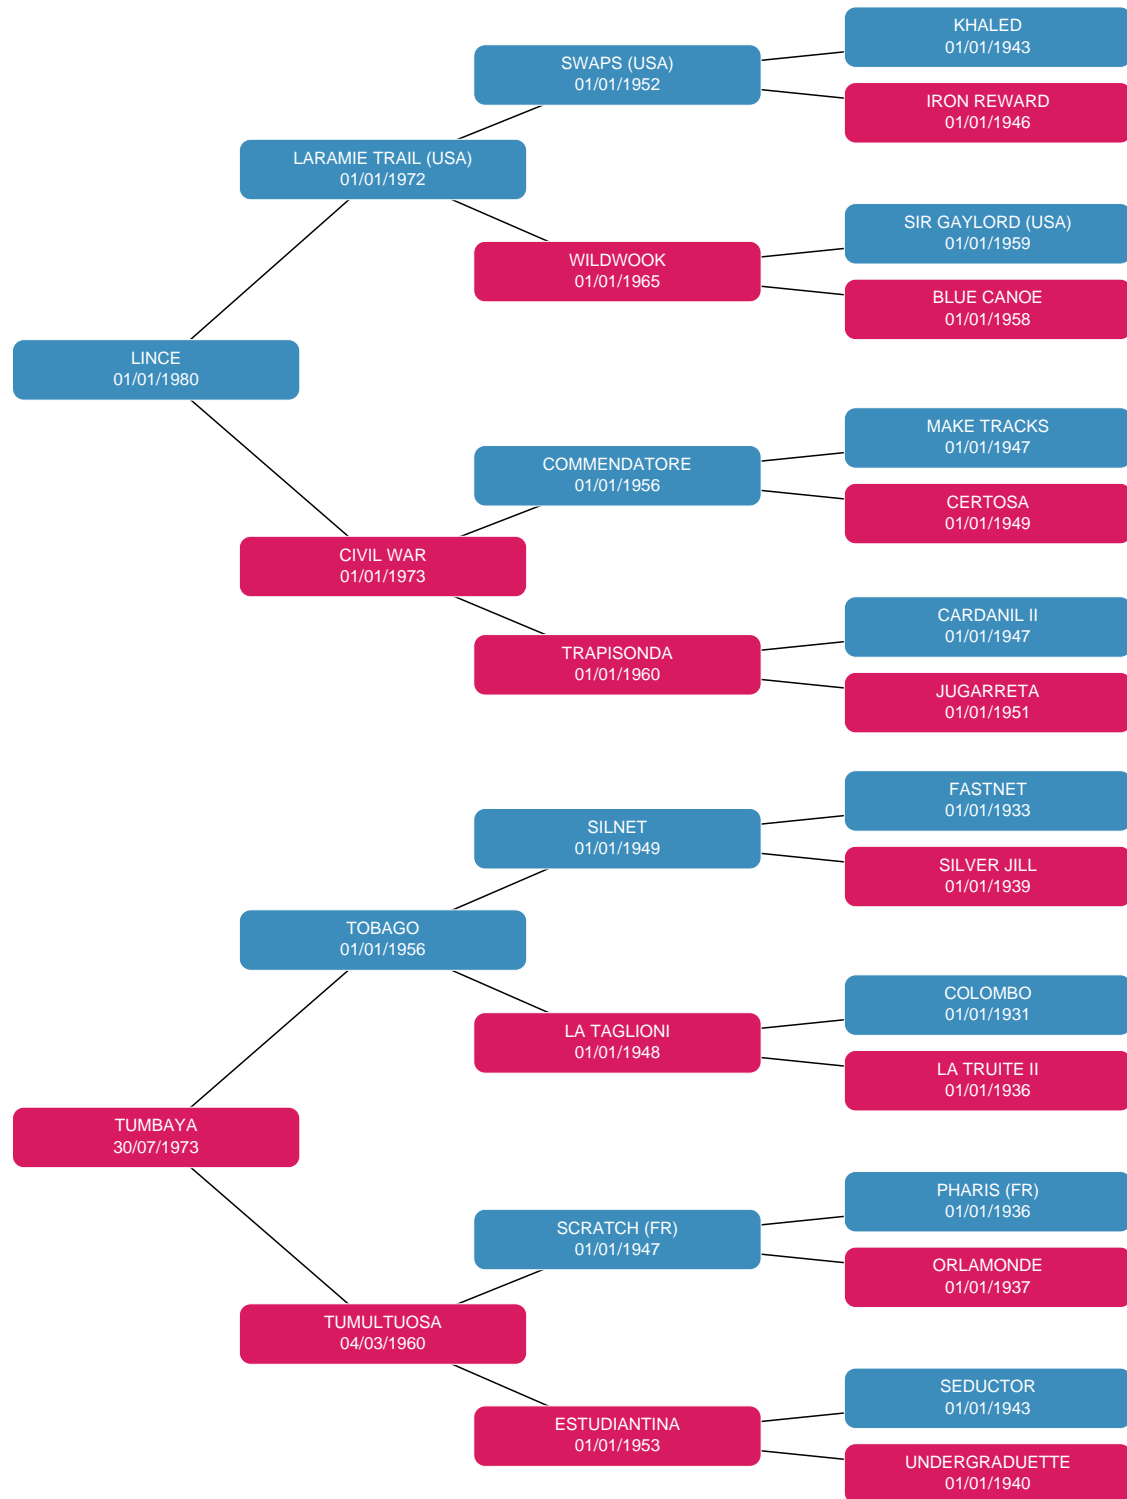 KHALED
01/01/1943
SWAPS (USA)
01/01/1952
IRON REWARD
01/01/1946
LARAMIE TRAIL (USA)
01/01/1972
SIR GAYLORD (USA)
01/01/1959
WILDWOOK
01/01/1965
BLUE CANOE
01/01/1958
LINCE
01/01/1980
MAKE TRACKS
01/01/1947
COMMENDATORE
01/01/1956
CERTOSA
01/01/1949
CIVIL WAR
01/01/1973
CARDANIL II
01/01/1947
TRAPISONDA
01/01/1960
JUGARRETA
01/01/1951
FASTNET
01/01/1933
SILNET
01/01/1949
SILVER JILL
01/01/1939
TOBAGO
01/01/1956
COLOMBO
01/01/1931
LA TAGLIONI
01/01/1948
LA TRUITE II
01/01/1936
TUMBAYA
30/07/1973
PHARIS (FR)
01/01/1936
SCRATCH (FR)
01/01/1947
ORLAMONDE
01/01/1937
TUMULTUOSA
04/03/1960
SEDUCTOR
01/01/1943
ESTUDIANTINA
01/01/1953
UNDERGRADUETTE
01/01/1940